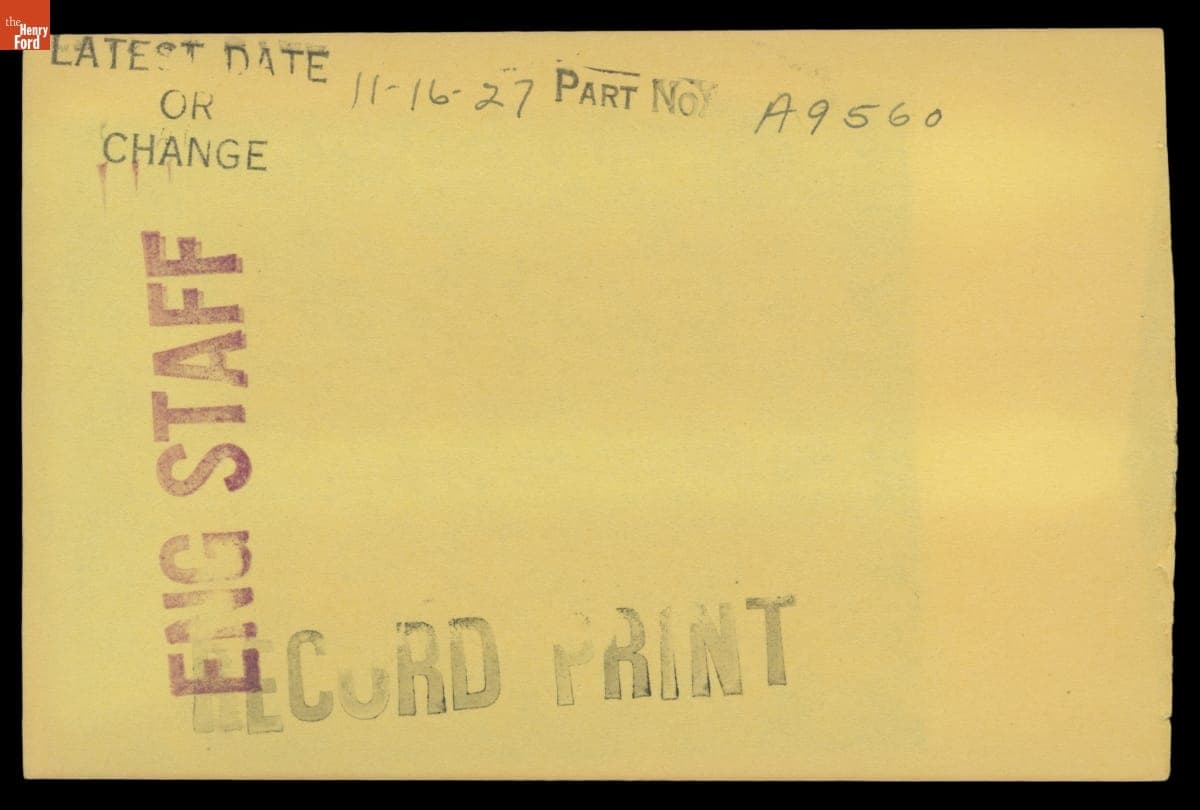 the
Henry
Ford
LATEST DATE
OR
CHANGE
11-16-27
PART NO
A9560
ENG STAFF
RECORD PRINT